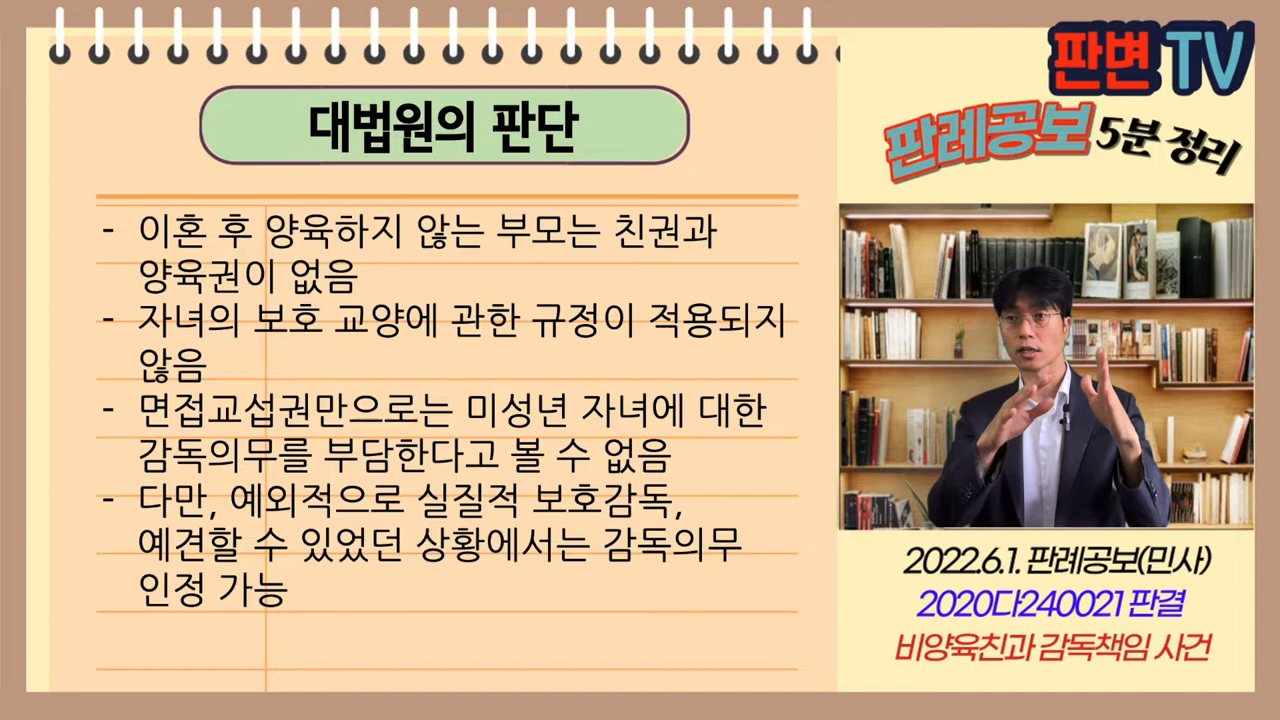 대법원의 판단
- 이혼 후 양육하지 않는 부모는 친권과
양육권이 없음
- 자녀의 보호 교양에 관한 규정이 적용되지
않음
- 면접교섭권만으로는 미성년 자녀에 대한
감독의무를 부담한다고 볼 수 없음
- 다만, 예외적으로 실질적 보호감독,
예견할 수 있었던 상황에서는 감독의무
인정 가능
판변 TV
판례공보 5분 정리
2022.6.1. 판례공보(민사)
2020다240021 판결
비양육친과 감독책임 사건